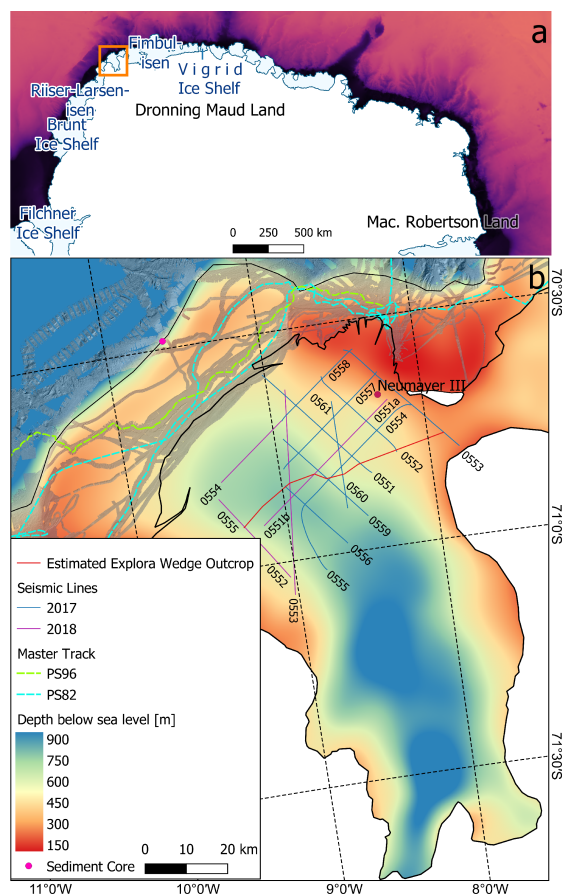 a
Fimbul-
isen
Vigrid
Ice Shelf
Riiser-Larsen-
isen
Dronning Maud Land
Brunt
Ice Shelf
Filchner
Ice Shelf
Mac. Robertson Land
0 250 500 km
b
70°30'S
0558
0557
Neumayer III
0561
0551a
0554
0552
0553
0554
0560
0551
0555
0551b
0559
0556
0552
0555
0553
71°0'S
71°30'S
Estimated Explora Wedge Outcrop
Seismic Lines
2017
2018
Master Track
PS96
PS82
Depth below sea level [m]
900
750
600
450
300
150
Sediment Core
0 10 20 km
11°0'W 10°0'W 9°0'W 8°0'W